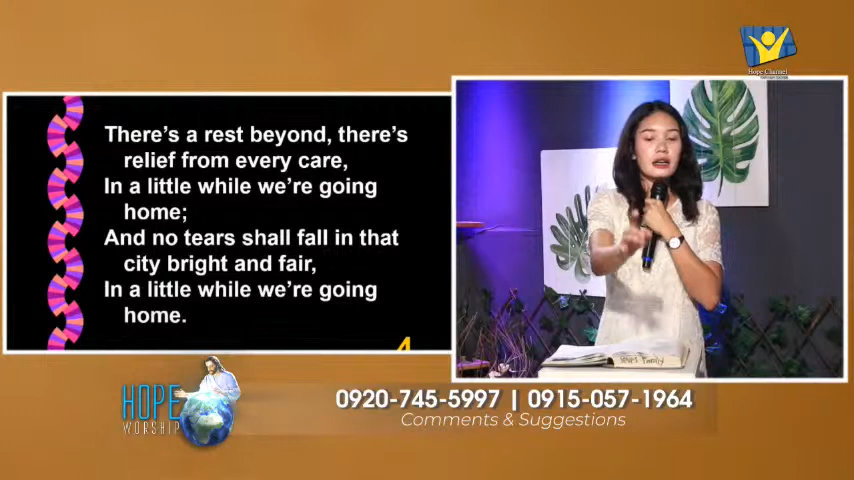 Hope Channel
There's a rest beyond, there's
relief from every care,
In a little while we're going
home;
And no tears shall fall in that
city bright and fair,
In a little while we're going
home.
4
HOPE
WORSHIP
0920-745-5997 | 0915-057-1964
Comments & Suggestions